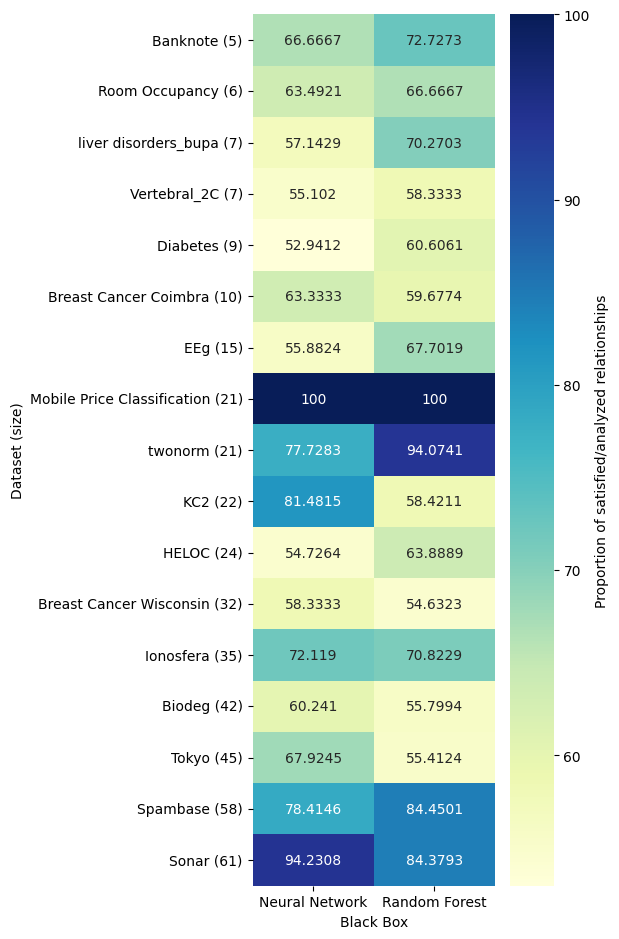 Banknote (5) 66.6667 72.7273
Room Occupancy (6) 63.4921 66.6667
liver disorders_bupa (7) 57.1429 70.2703
Vertebral_2C (7) 55.102 58.3333
Diabetes (9) 52.9412 60.6061
Breast Cancer Coimbra (10) 63.3333 59.6774
EEg (15) 55.8824 67.7019
Mobile Price Classification (21) 100 100
twonorm (21) 77.7283 94.0741
KC2 (22) 81.4815 58.4211
HELOC (24) 54.7264 63.8889
Breast Cancer Wisconsin (32) 58.3333 54.6323
Ionosfera (35) 72.119 70.8229
Biodeg (42) 60.241 55.7994
Tokyo (45) 67.9245 55.4124
Spambase (58) 78.4146 84.4501
Sonar (61) 94.2308 84.3793
Neural Network Random Forest
Black Box
Dataset (size)
100
90
80
70
60
Proportion of satisfied/analyzed relationships